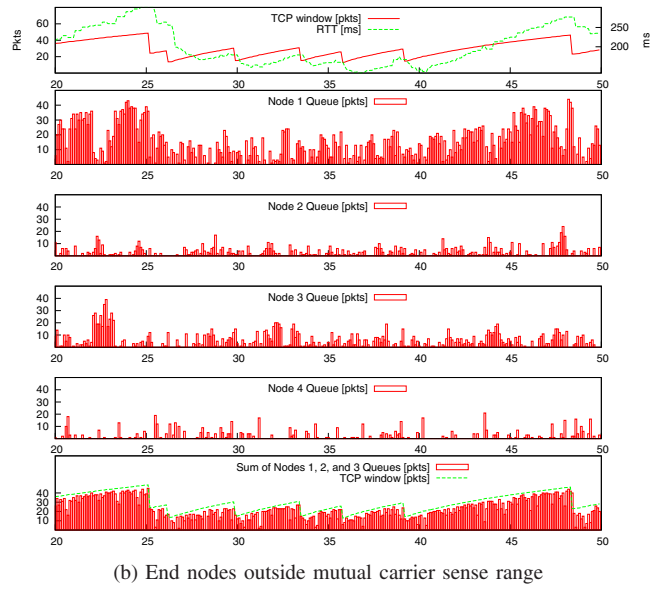 TCP window [pkts]
RTT [ms]
Pkts
60
40
20
250
200
ms
20 25 30 35 40 45 50
Node 1 Queue [pkts]
40
30
20
10
20 25 30 35 40 45 50
Node 2 Queue [pkts]
40
30
20
10
20 25 30 35 40 45 50
Node 3 Queue [pkts]
40
30
20
10
20 25 30 35 40 45 50
Node 4 Queue [pkts]
40
30
20
10
20 25 30 35 40 45 50
Sum of Nodes 1, 2, and 3 Queues [pkts]
TCP window [pkts]
40
30
20
10
20 25 30 35 40 45 50
(b) End nodes outside mutual carrier sense range